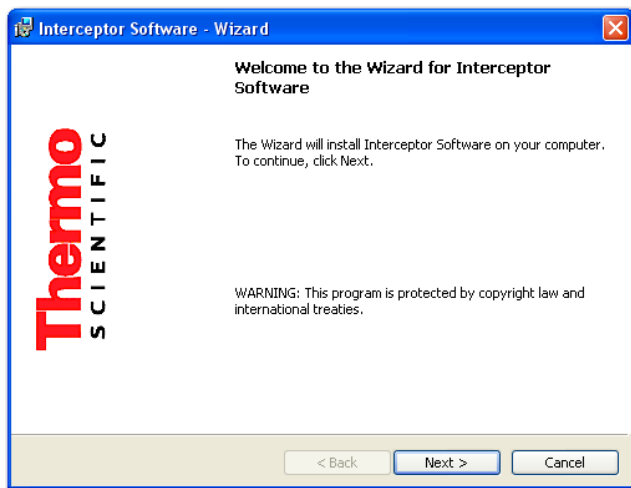 Interceptor Software - Wizard
Welcome to the Wizard for Interceptor
Software
The Wizard will install Interceptor Software on your computer.
To continue, click Next.
Thermo
SCIENTIFIC
WARNING: This program is protected by copyright law and
international treaties.
< Back
Next >
Cancel